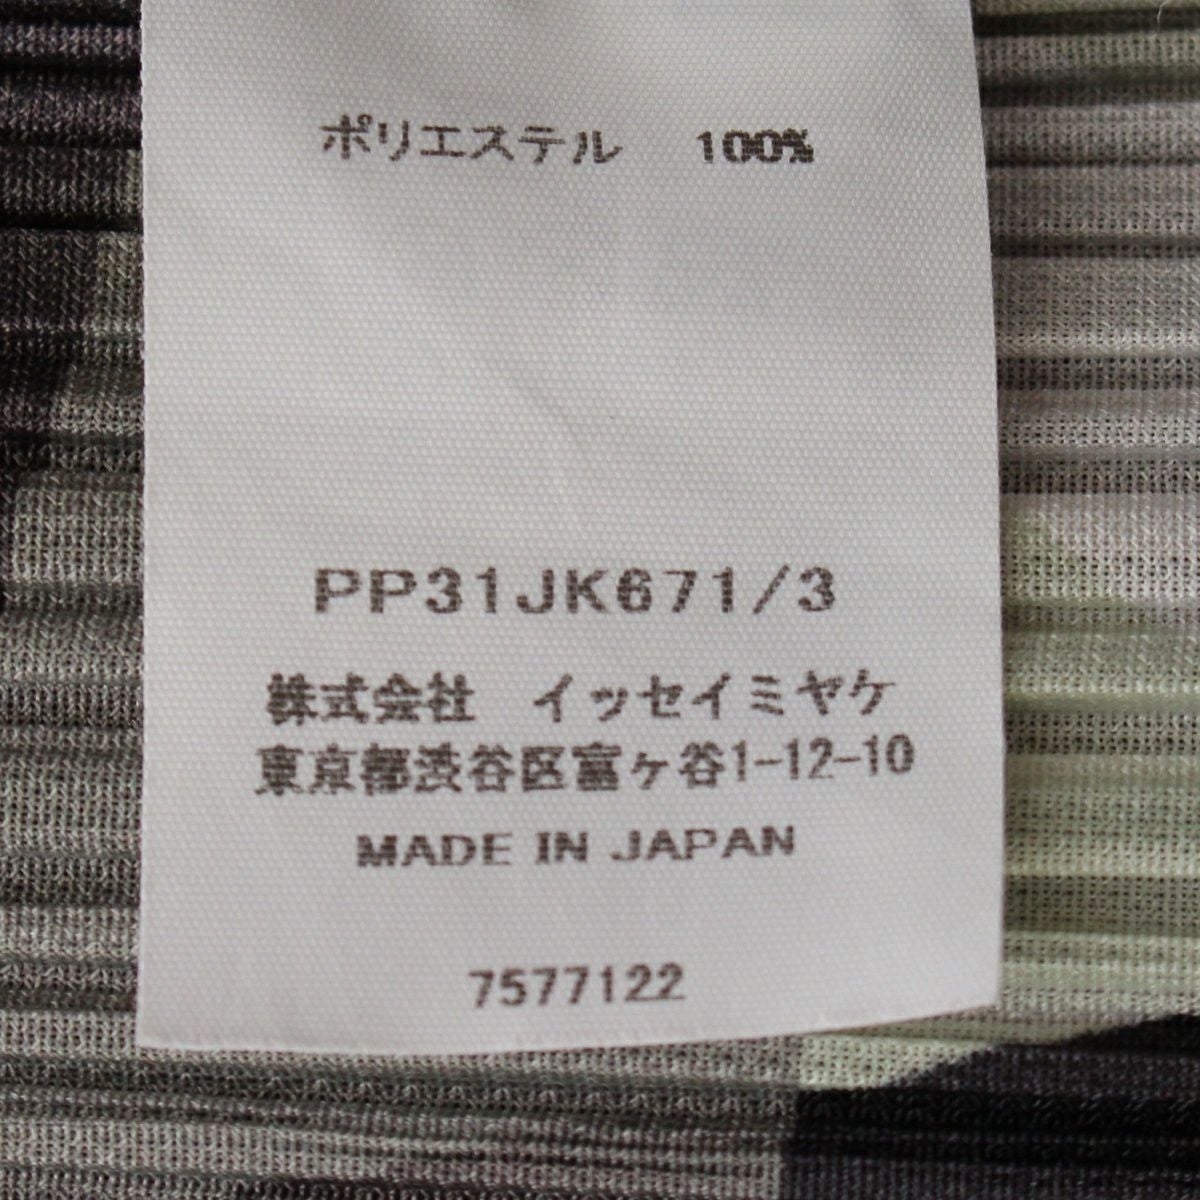 ポリエステル 100%
PP31JK671/3
株式会社 イッセイミヤケ
東京都渋谷区富ヶ谷1-12-10
MADE IN JAPAN
7577122